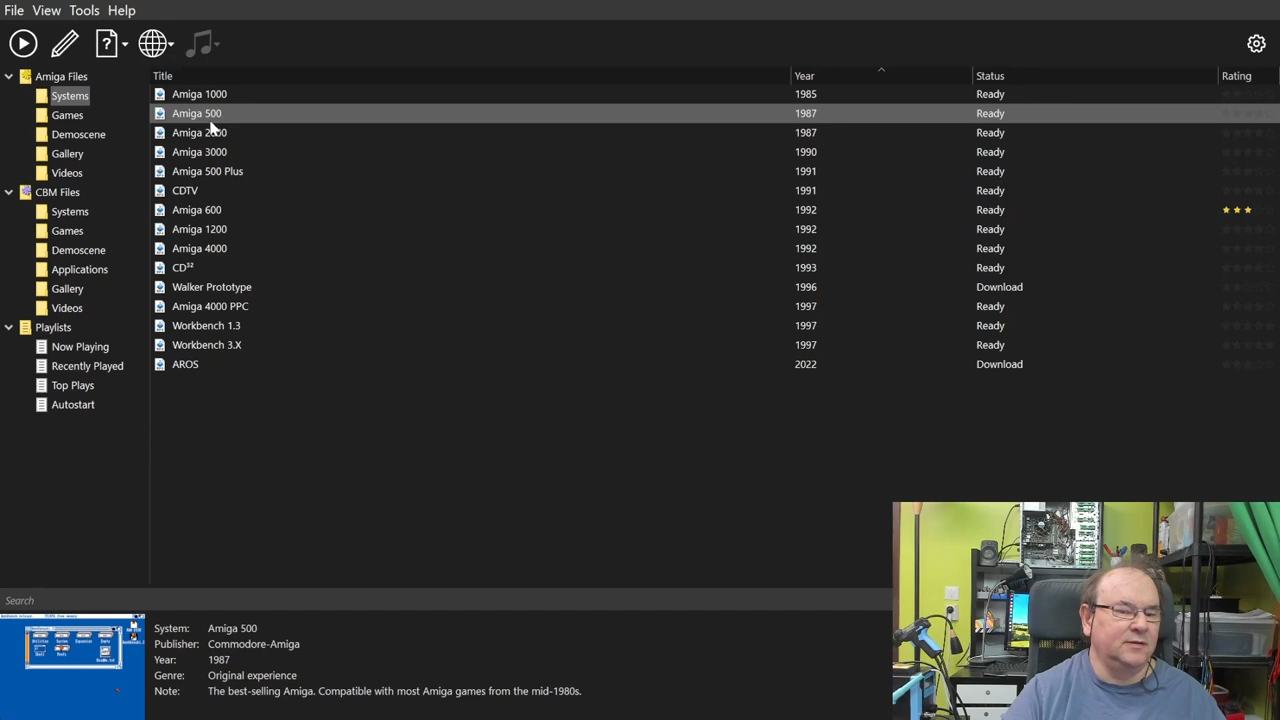 File View Tools Help
Title Year Status Rating
Amiga Files
Systems
Games
Demoscene
Gallery
Videos
CBM Files
Systems
Games
Demoscene
Applications
Gallery
Videos
Playlists
Now Playing
Recently Played
Top Plays
Autostart
Amiga 1000 1985 Ready
Amiga 500 1987 Ready
Amiga 1987 Ready
Amiga 3000 1990 Ready
Amiga 500 Plus 1991 Ready
CDTV 1991 Ready
Amiga 600 1992 Ready
Amiga 1200 1992 Ready
Amiga 4000 1992 Ready
CD³² 1993 Ready
Walker Prototype 1996 Download
Amiga 4000 PPC 1997 Ready
Workbench 1.3 1997 Ready
Workbench 3.X 1997 Ready
AROS 2022 Download
Search
System: Amiga 500
Publisher: Commodore-Amiga
Year: 1987
Genre: Original experience
Note: The best-selling Amiga. Compatible with most Amiga games from the mid-1980s.